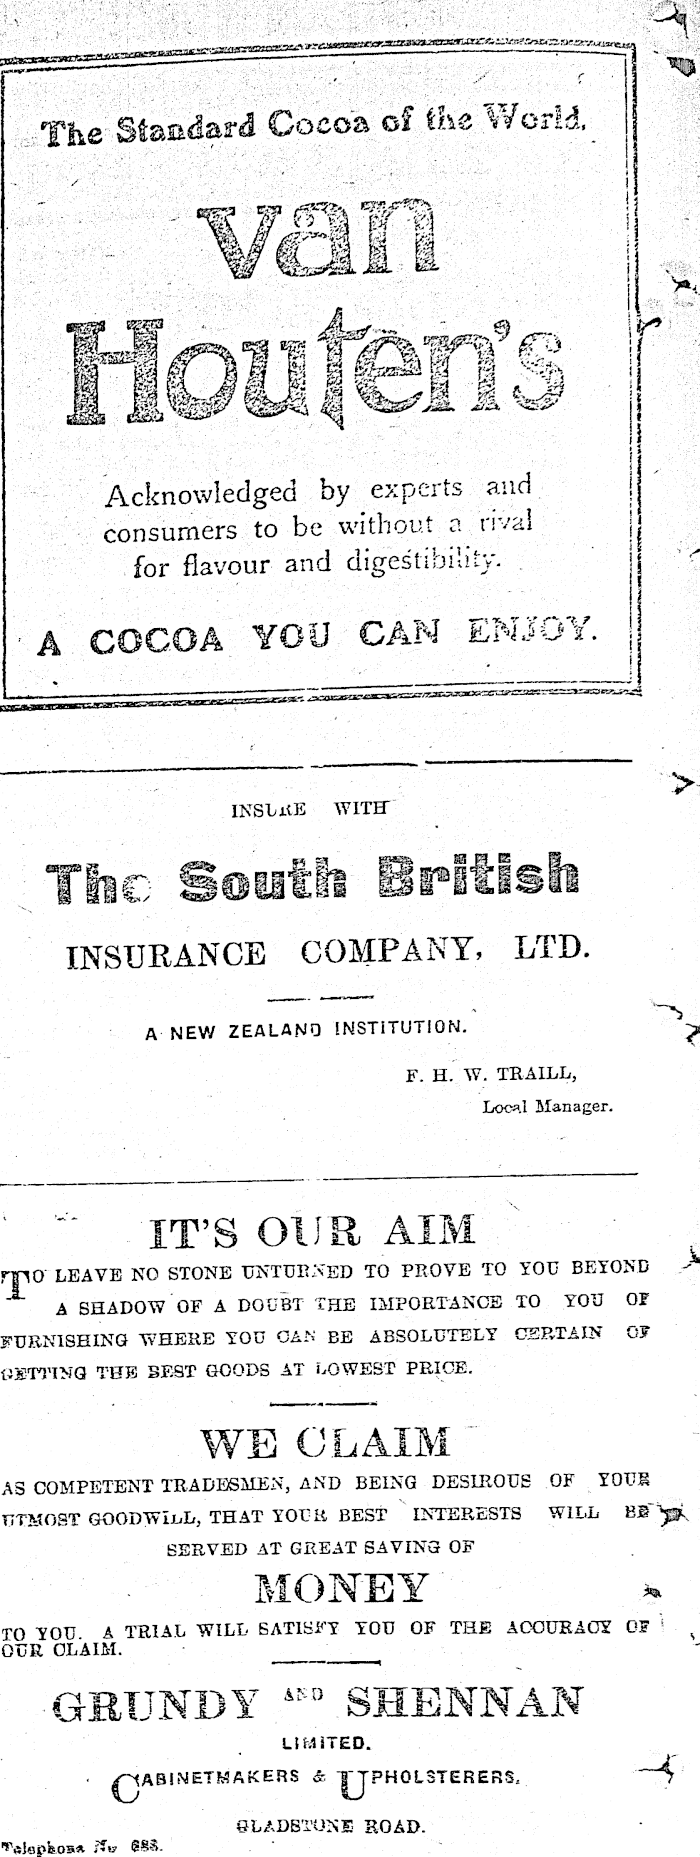 The Standard Cocoa of the World.
van
Houten's
Acknowledged by experts and
consumers to be without a rival
for flavour and digestibility.
A COCOA YOU CAN ENJOY.
INSURE WITH
The South British
INSURANCE COMPANY, LTD.
A NEW ZEALAND INSTITUTION.
F. H. W. TRAILL,
Local Manager.
IT'S OUR AIM
TO LEAVE NO STONE UNTURNED TO PROVE TO YOU BEYOND
A SHADOW OF A DOUBT THE IMPORTANCE TO YOU OF
FURNISHING WHERE YOU CAN BE ABSOLUTELY CERTAIN OF
GETTING THE BEST GOODS AT LOWEST PRICE.
WE CLAIM
AS COMPETENT TRADESMEN, AND BEING DESIROUS OF YOUR
UTMOST GOODWILL, THAT YOUR BEST INTERESTS WILL BE
SERVED AT GREAT SAVING OF
MONEY
TO YOU. A TRIAL WILL SATISFY YOU OF THE ACCURACY OF
OUR CLAIM.
GRUNDY AND SHENNAN
LIMITED.
CABINETMAKERS & UPHOLSTERERS,
GLADSTONE ROAD.
Telephone No